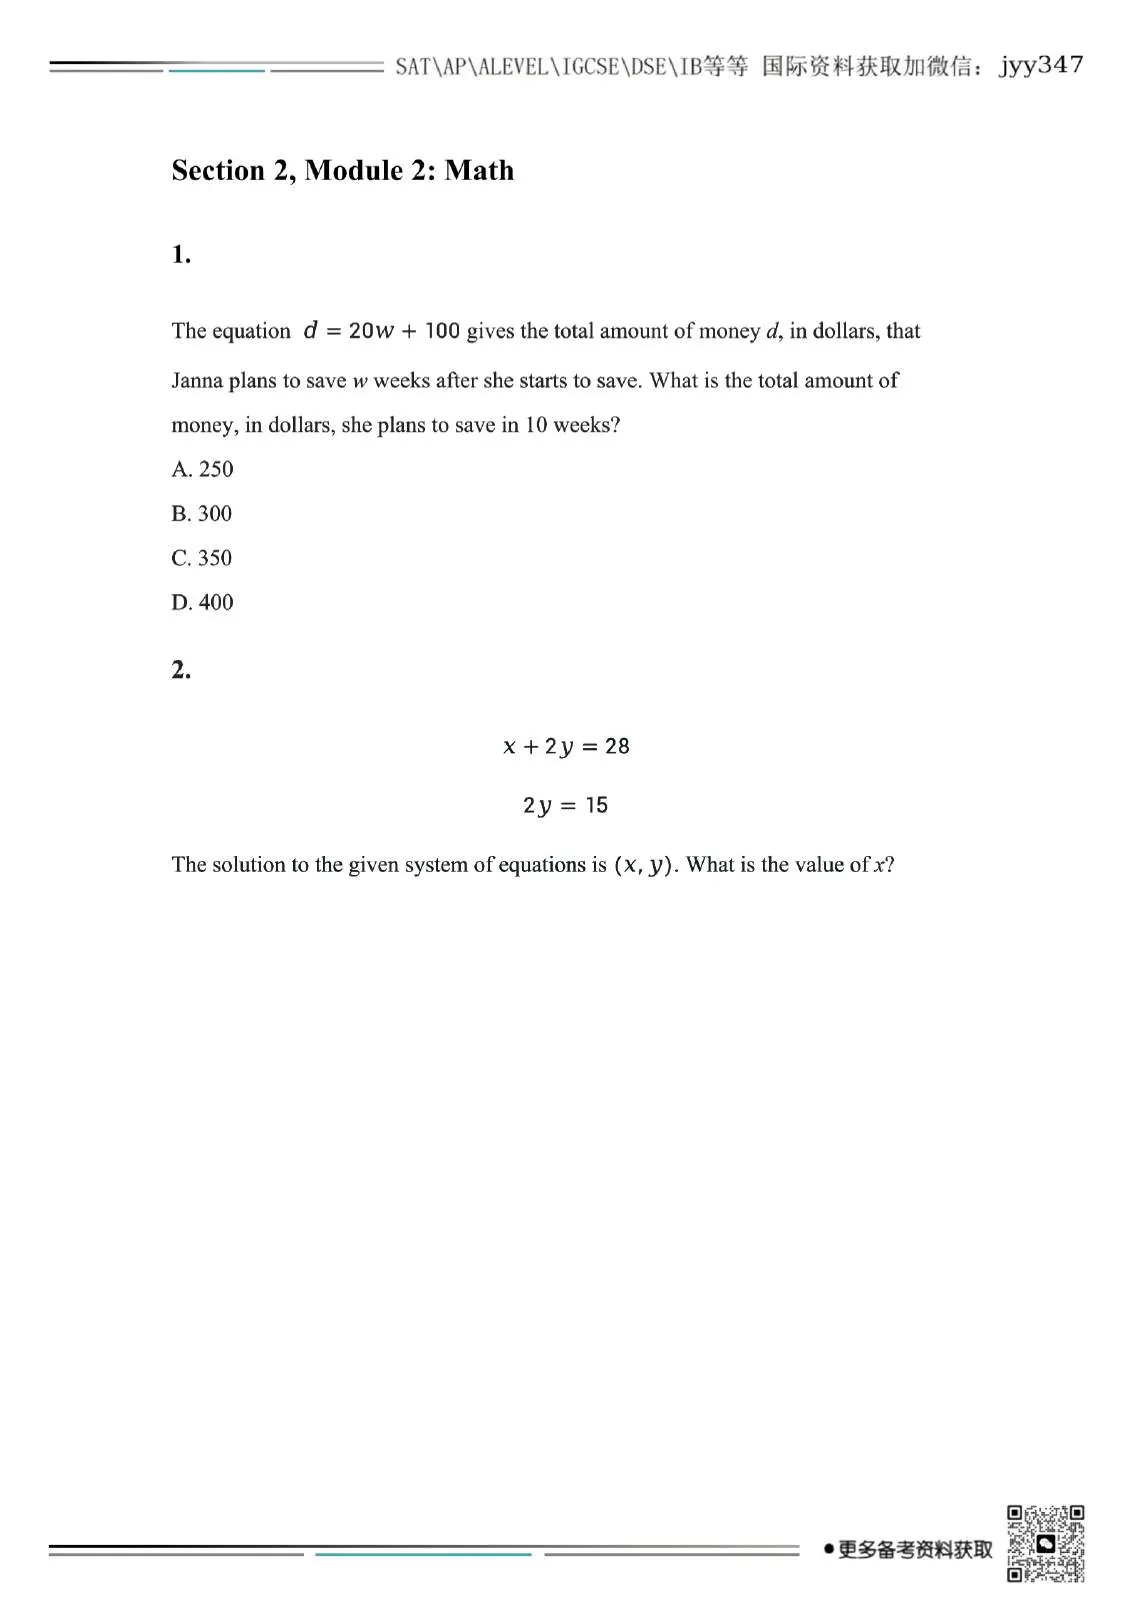 SAT\AP\ALEVEL\IGCSE\DSE\IB等等 国际资料获取加微信：jyy347
Section 2, Module 2: Math
1.
The equation d = 20w + 100 gives the total amount of money d, in dollars, that
Janna plans to save w weeks after she starts to save. What is the total amount of
money, in dollars, she plans to save in 10 weeks?
A. 250
B. 300
C. 350
D. 400
2.
x + 2y = 28
2y = 15
The solution to the given system of equations is (x, y). What is the value of x?
•更多备考资料获取